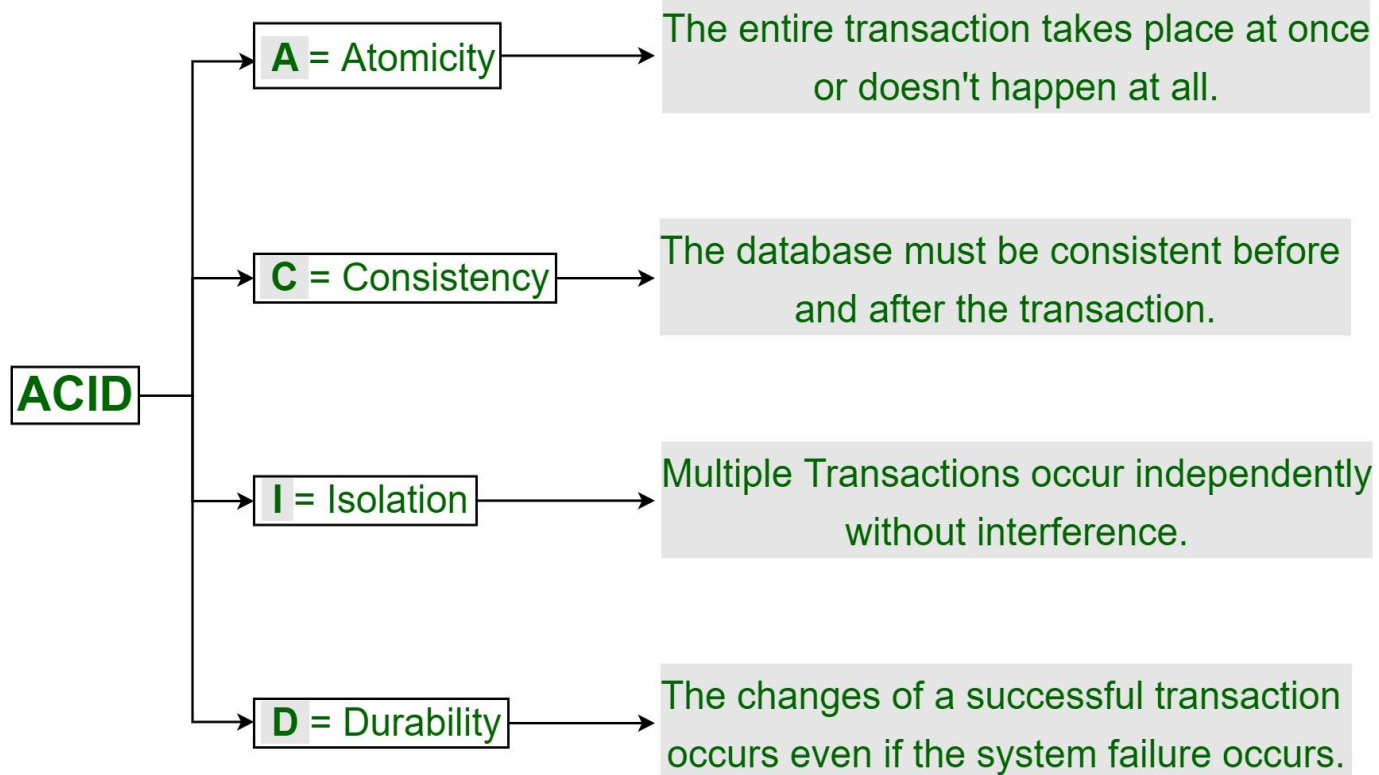 ACID
A = Atomicity
The entire transaction takes place at once
or doesn't happen at all.
C = Consistency
The database must be consistent before
and after the transaction.
I = Isolation
Multiple Transactions occur independently
without interference.
D = Durability
The changes of a successful transaction
occurs even if the system failure occurs.